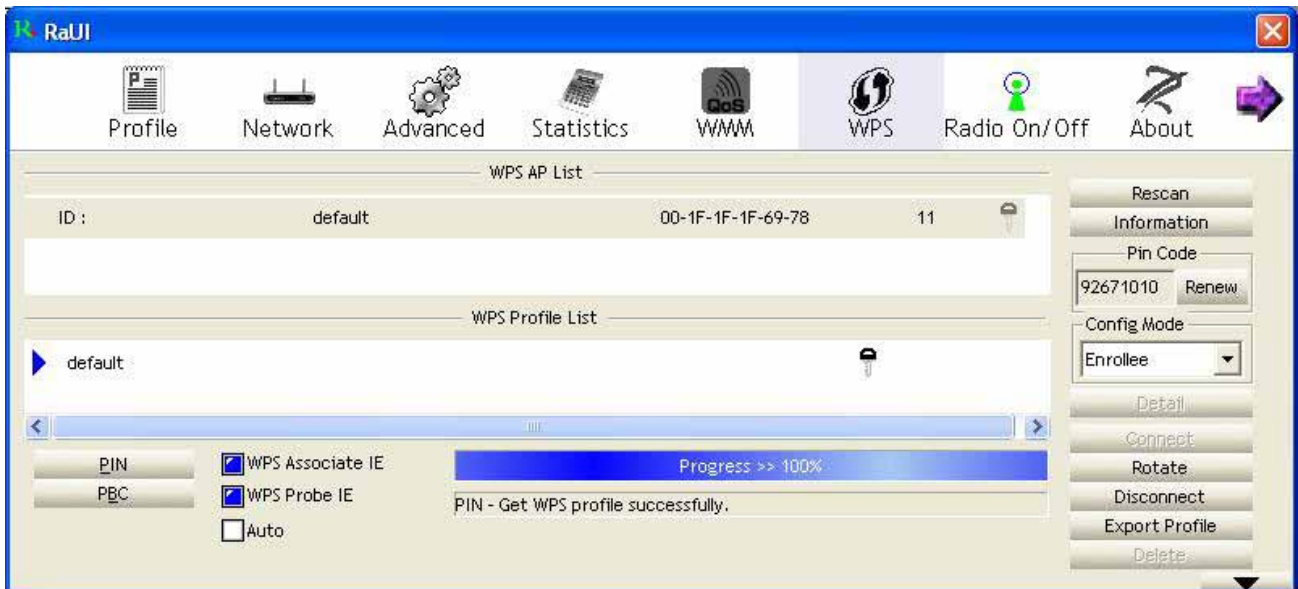 RaUI
Profile Network Advanced Statistics WMM WPS Radio On/Off About
QoS
WPS AP List
ID : default 00-1F-1F-1F-69-78 11
WPS Profile List
default
PIN
PBC
WPS Associate IE
WPS Probe IE
Auto
Progress >> 100%
PIN - Get WPS profile successfully.
Rescan
Information
Pin Code
92671010 Renew
Config Mode
Enrollee
Detail
Connect
Rotate
Disconnect
Export Profile
Delete